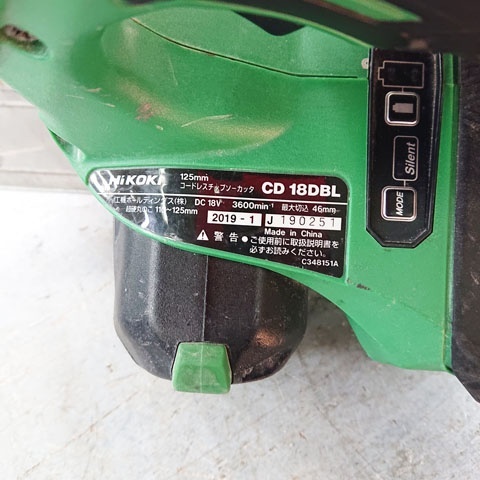 HiKOKI 125mm コードレスチップソーカッタ CD 18DBL
工機ホールディングス(株) DC 18V 3600min⁻¹ 最大切込 46mm
125mm 2019 - 1 J 190251
Made in China
警告 ●ご使用前に取扱説明書を
必ずお読みください。
C348151A
Silent
MODE